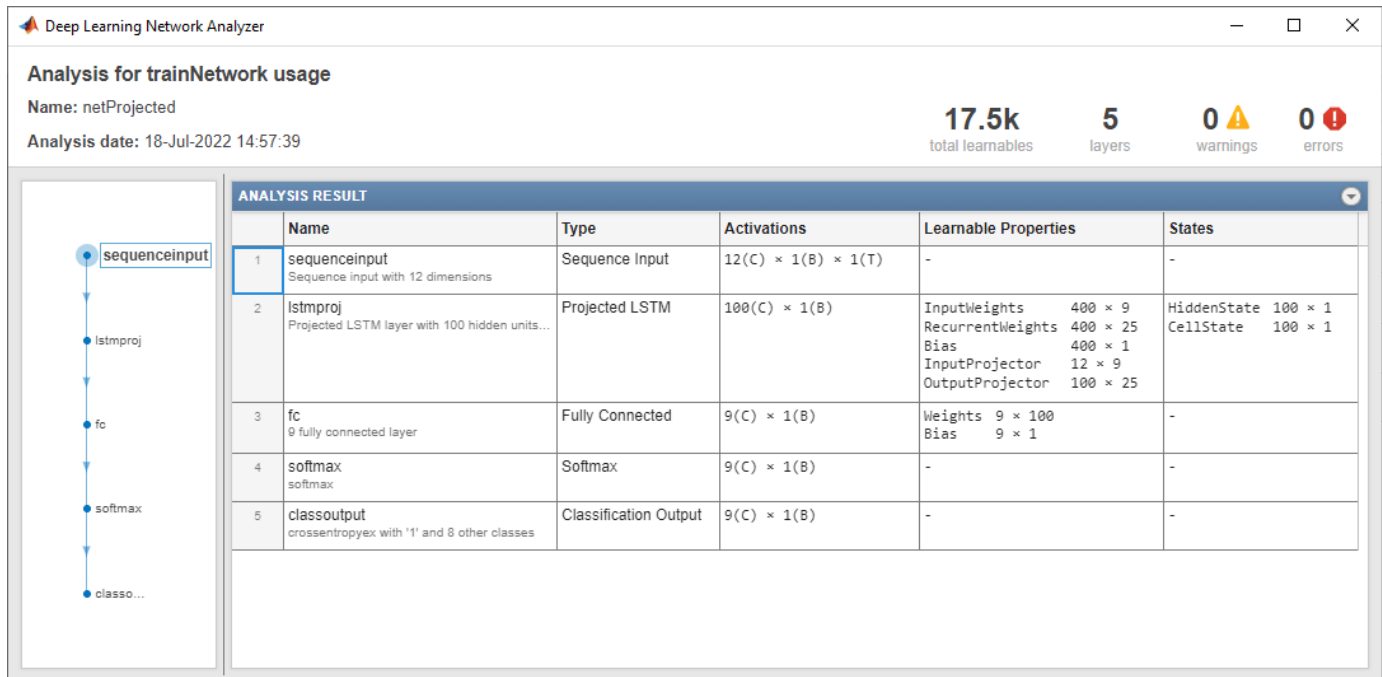 Deep Learning Network Analyzer
Analysis for trainNetwork usage
Name: netProjected
Analysis date: 18-Jul-2022 14:57:39
17.5k
total learnables
5
layers
0
warnings
0
errors
sequenceinput
lstmproj
fc
softmax
classo...
ANALYSIS RESULT
Name Type Activations Learnable Properties States
1 sequenceinput Sequence Input 12(C) × 1(B) × 1(T) - -
Sequence input with 12 dimensions
2 lstmproj Projected LSTM 100(C) × 1(B) InputWeights 400 × 9 HiddenState 100 × 1
Projected LSTM layer with 100 hidden units... RecurrentWeights 400 × 25 CellState 100 × 1
Bias 400 × 1
InputProjector 12 × 9
OutputProjector 100 × 25
3 fc Fully Connected 9(C) × 1(B) Weights 9 × 100 -
9 fully connected layer Bias 9 × 1
4 softmax Softmax 9(C) × 1(B) - -
softmax
5 classoutput Classification Output 9(C) × 1(B) - -
crossentropyex with '1' and 8 other classes